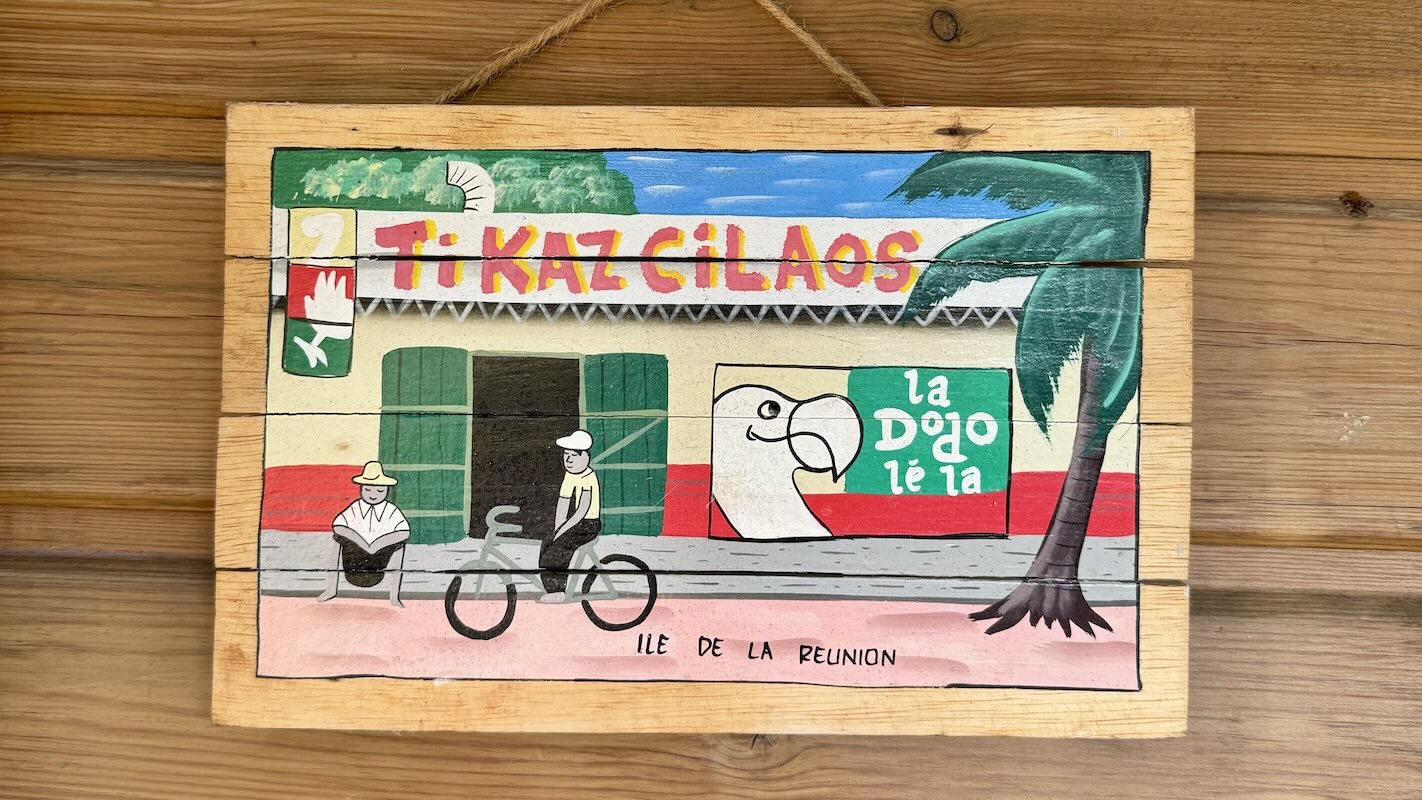 Ti KAZ CiLAOS
la
Dodo
lé la
ILE DE LA REUNION